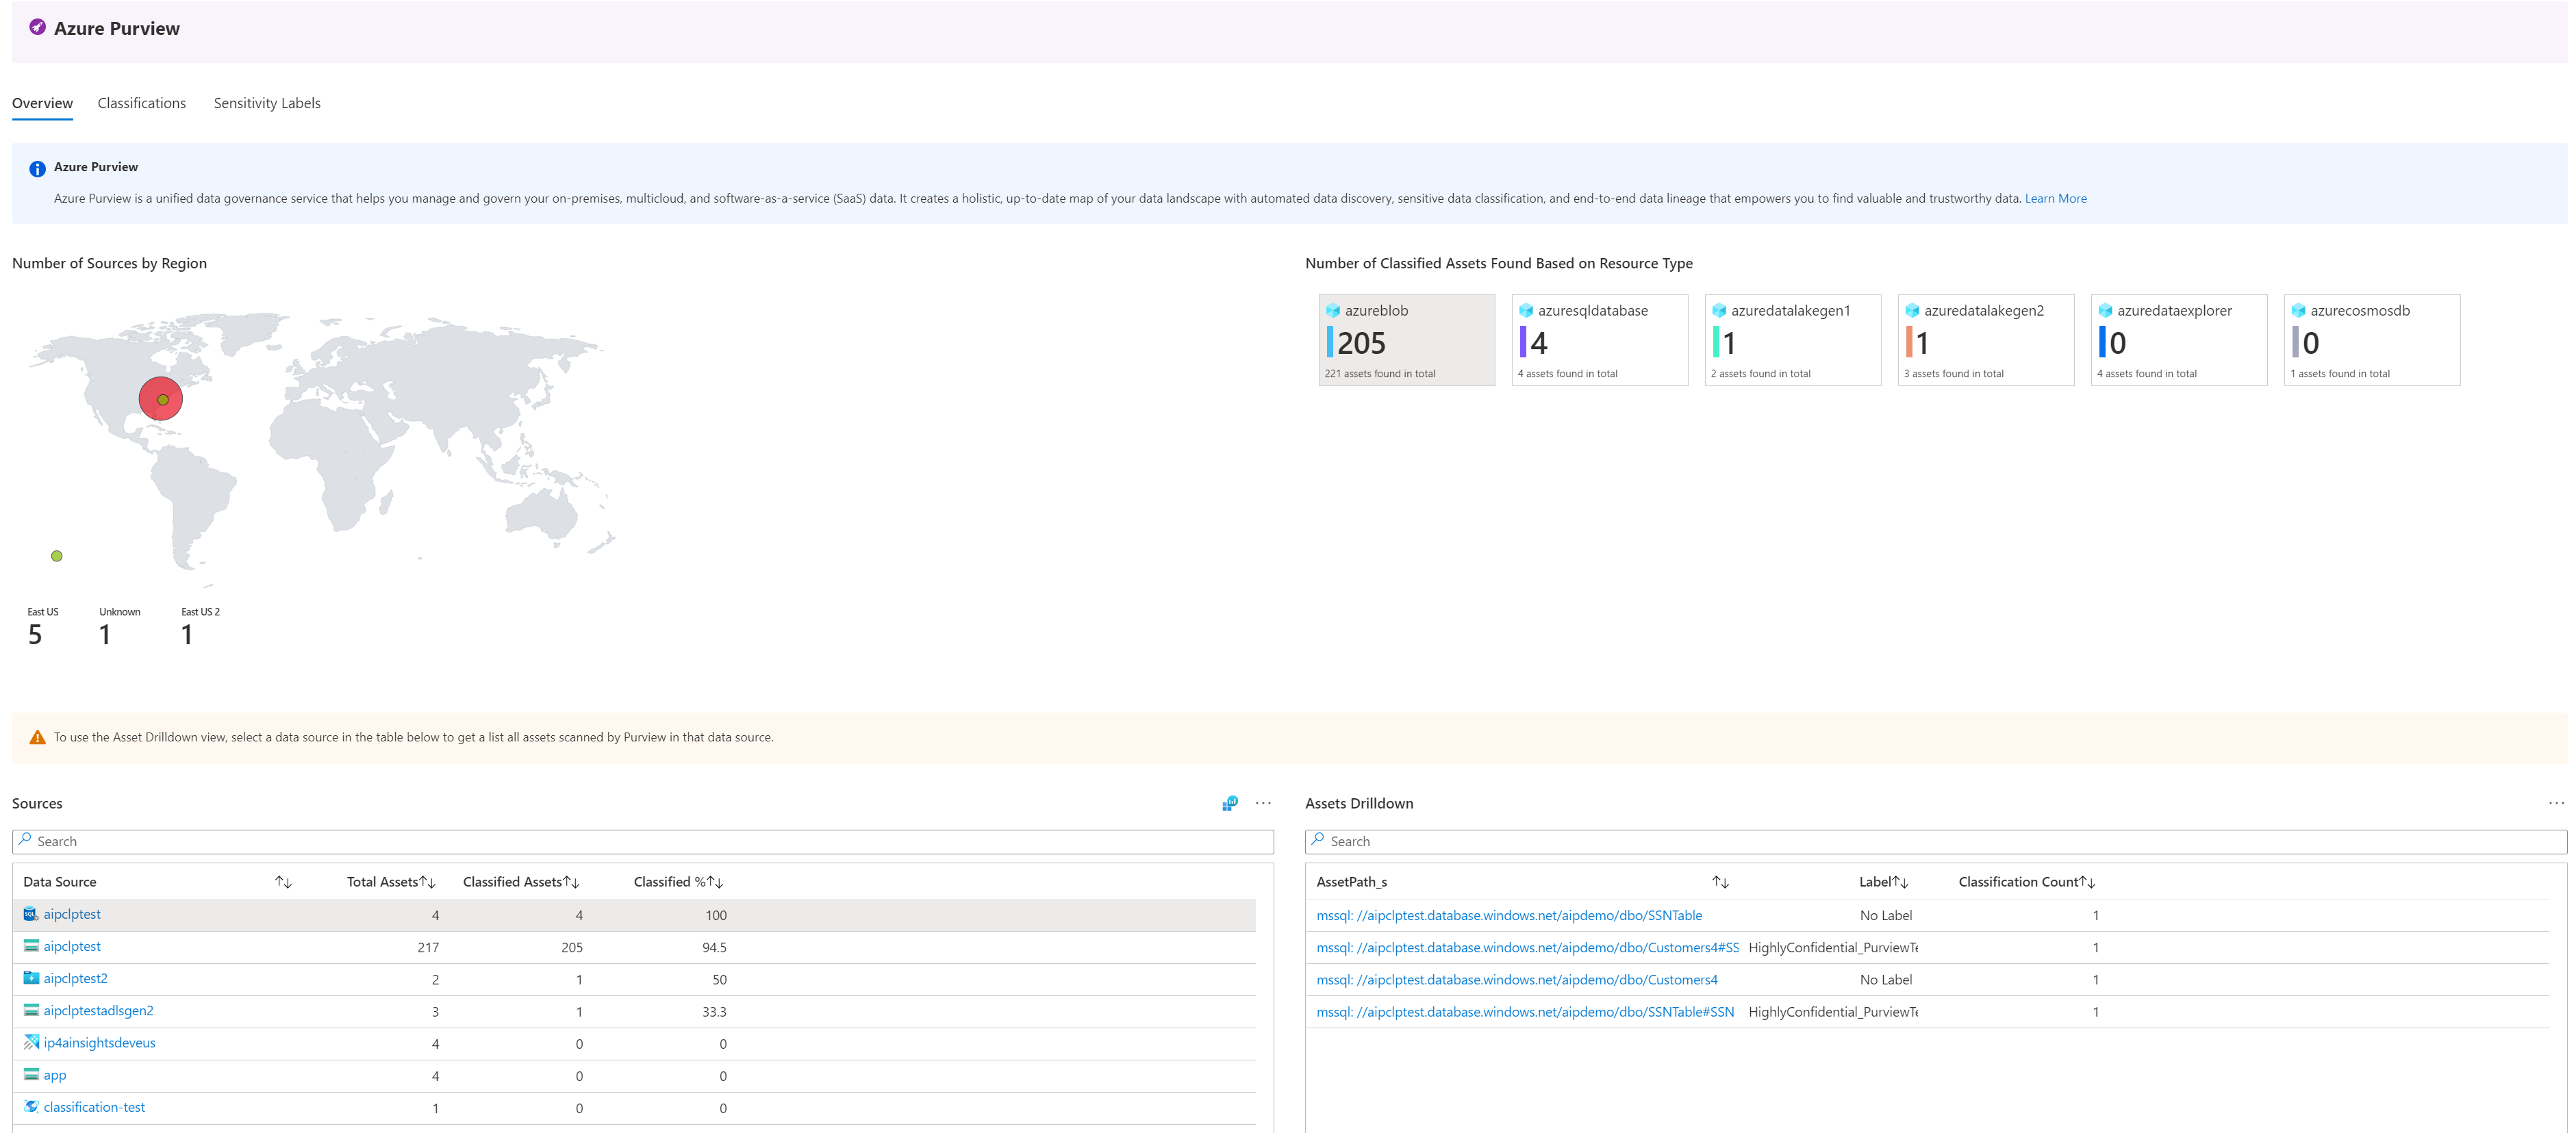 Azure Purview
Overview Classifications Sensitivity Labels
Azure Purview
Azure Purview is a unified data governance service that helps you manage and govern your on-premises, multicloud, and software-as-a-service (SaaS) data. It creates a holistic, up-to-date map of your data landscape with automated data discovery, sensitive data classification, and end-to-end data lineage that empowers you to find valuable and trustworthy data. Learn More
Number of Sources by Region
East US Unknown East US 2
5 1 1
Number of Classified Assets Found Based on Resource Type
azureblob
205
221 assets found in total
azuresqldatabase
4
4 assets found in total
azuredatalakegen1
1
2 assets found in total
azuredatalakegen2
1
3 assets found in total
azuredataexplorer
0
4 assets found in total
azurecosmosdb
0
1 assets found in total
To use the Asset Drilldown view, select a data source in the table below to get a list all assets scanned by Purview in that data source.
Sources
Search
Data Source Total Assets Classified Assets Classified %
SQL aipclptest 4 4 100
aipclptest 217 205 94.5
aipclptest2 2 1 50
aipclptestadlsgen2 3 1 33.3
ip4ainsightsdeveus 4 0 0
app 4 0 0
classification-test 1 0 0
Assets Drilldown
Search
AssetPath_s Label Classification Count
mssql: //aipclptest.database.windows.net/aipdemo/dbo/SSNTable No Label 1
mssql: //aipclptest.database.windows.net/aipdemo/dbo/Customers4#SS HighlyConfidential_PurviewTe 1
mssql: //aipclptest.database.windows.net/aipdemo/dbo/Customers4 No Label 1
mssql: //aipclptest.database.windows.net/aipdemo/dbo/SSNTable#SSN HighlyConfidential_PurviewTe 1